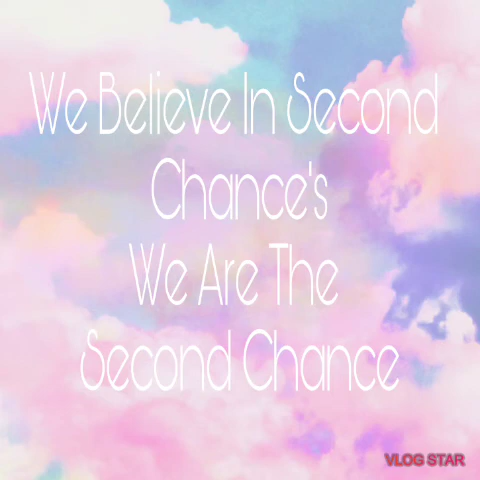 We Believe In Second
Chance's
We Are The
Second Chance
VLOG STAR